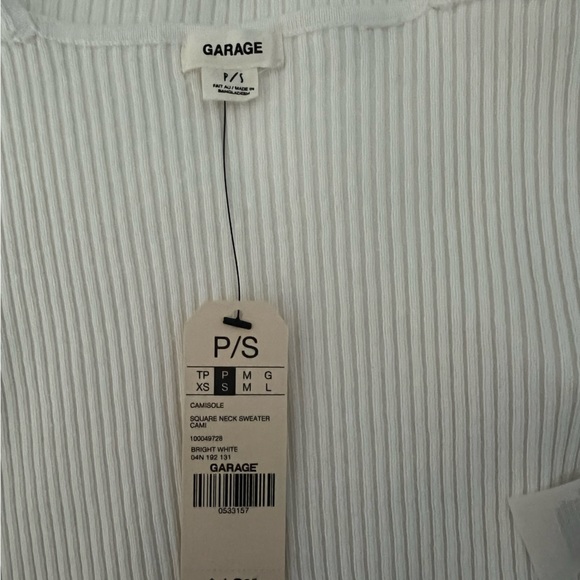 GARAGE
P/S
FAIT AU / MADE IN
BANGLADESH
P/S
TP P M G
XS S M L
CAMISOLE
SQUARE NECK SWEATER
CAMI
100049728
BRIGHT WHITE
04N 192 131
GARAGE
0533157